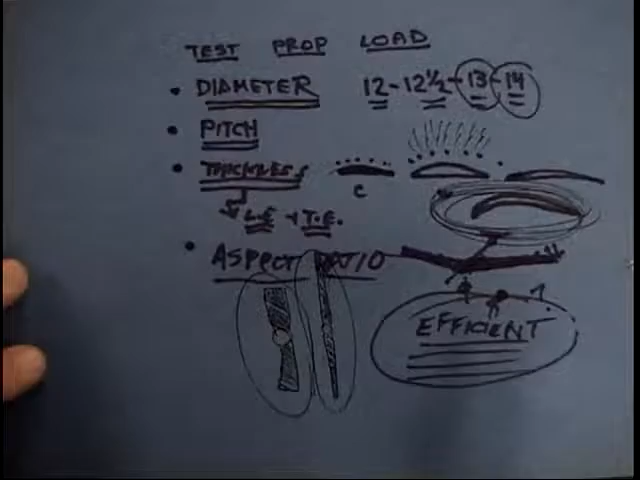 TEST PROP LOAD
• DIAMETER 12-12½-13-14
• PITCH
• THICKNESS
C
L.E + T.E.
• ASPECT RATIO
EFFICIENT